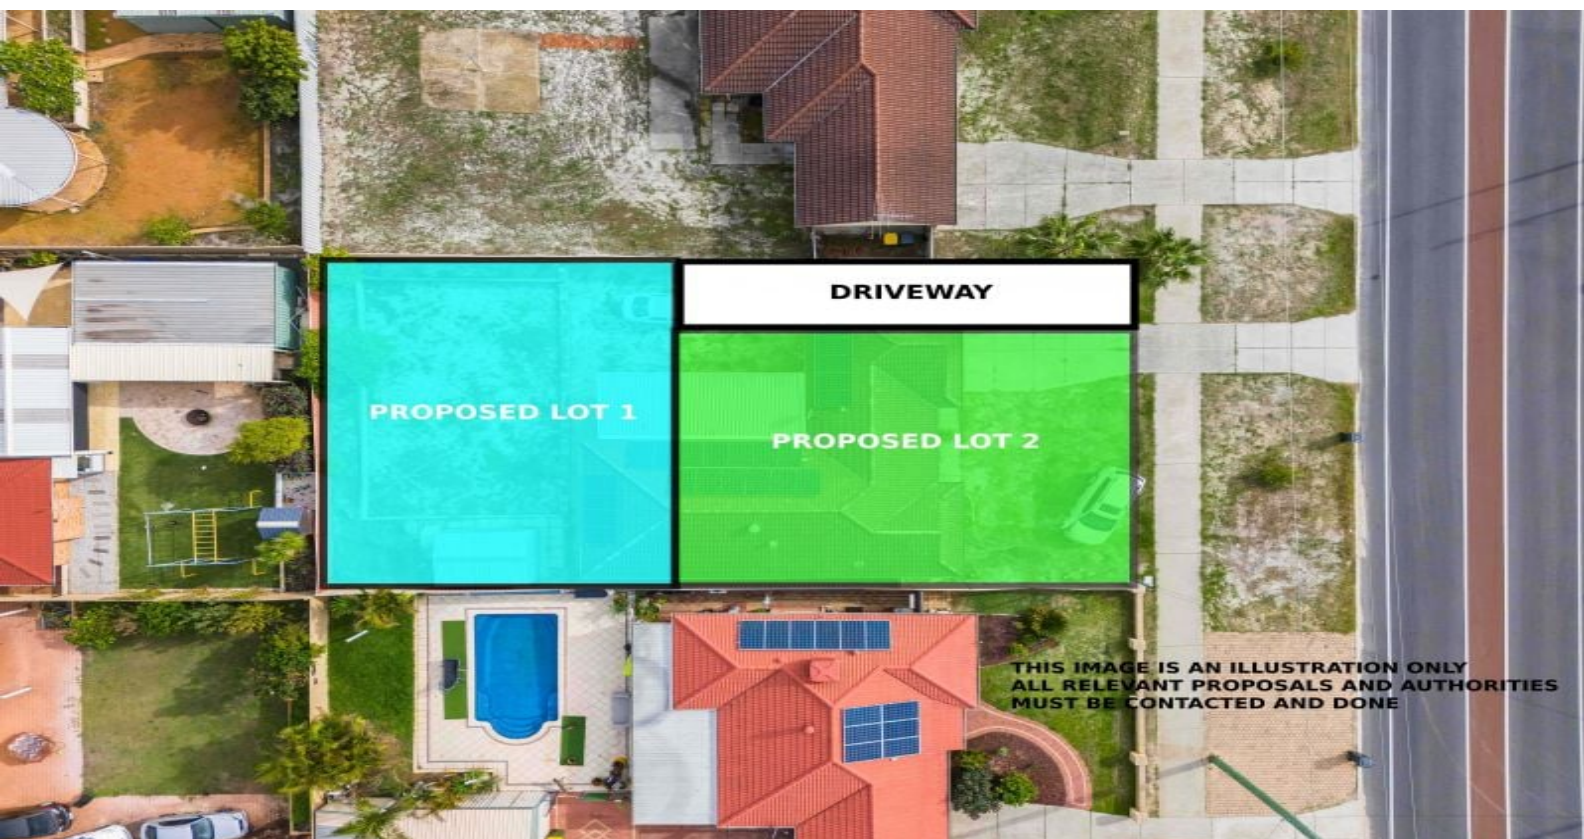 DRIVEWAY
PROPOSED LOT 1
PROPOSED LOT 2
THIS IMAGE IS AN ILLUSTRATION ONLY
ALL RELEVANT PROPOSALS AND AUTHORITIES
MUST BE CONTACTED AND DONE